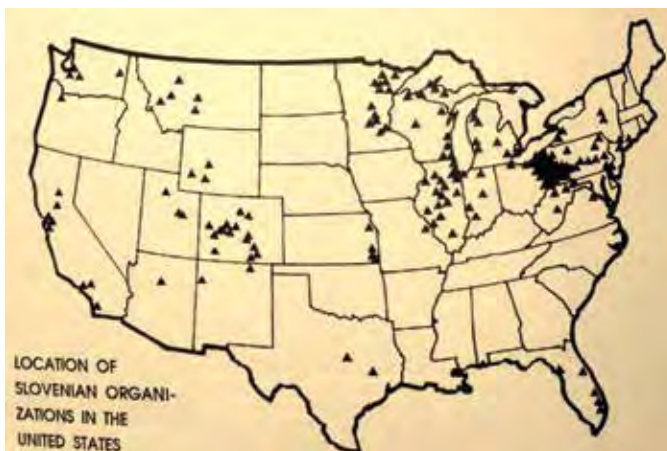 LOCATION OF
SLOVENIAN ORGANI-
ZATIONS IN THE
UNITED STATES